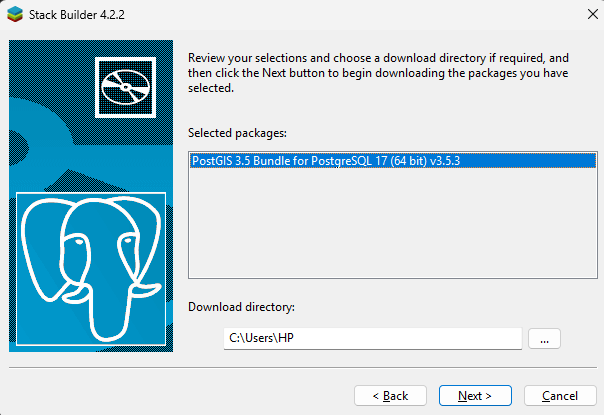 Stack Builder 4.2.2
Review your selections and choose a download directory if required, and
then click the Next button to begin downloading the packages you have
selected.
Selected packages:
PostGIS 3.5 Bundle for PostgreSQL 17 (64 bit) v3.5.3
Download directory:
C:\Users\HP
...
< Back
Next >
Cancel